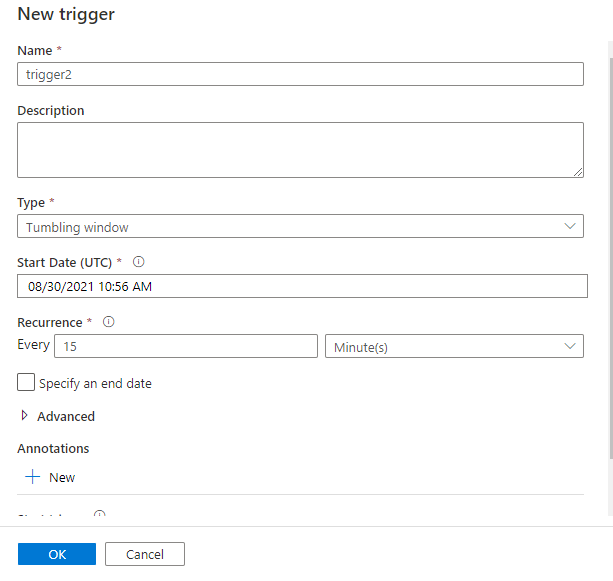 New trigger
Name *
trigger2
Description
Type *
Tumbling window
Start Date (UTC) *
08/30/2021 10:56 AM
Recurrence *
Every 15 Minute(s)
Specify an end date
Advanced
Annotations
New
OK Cancel